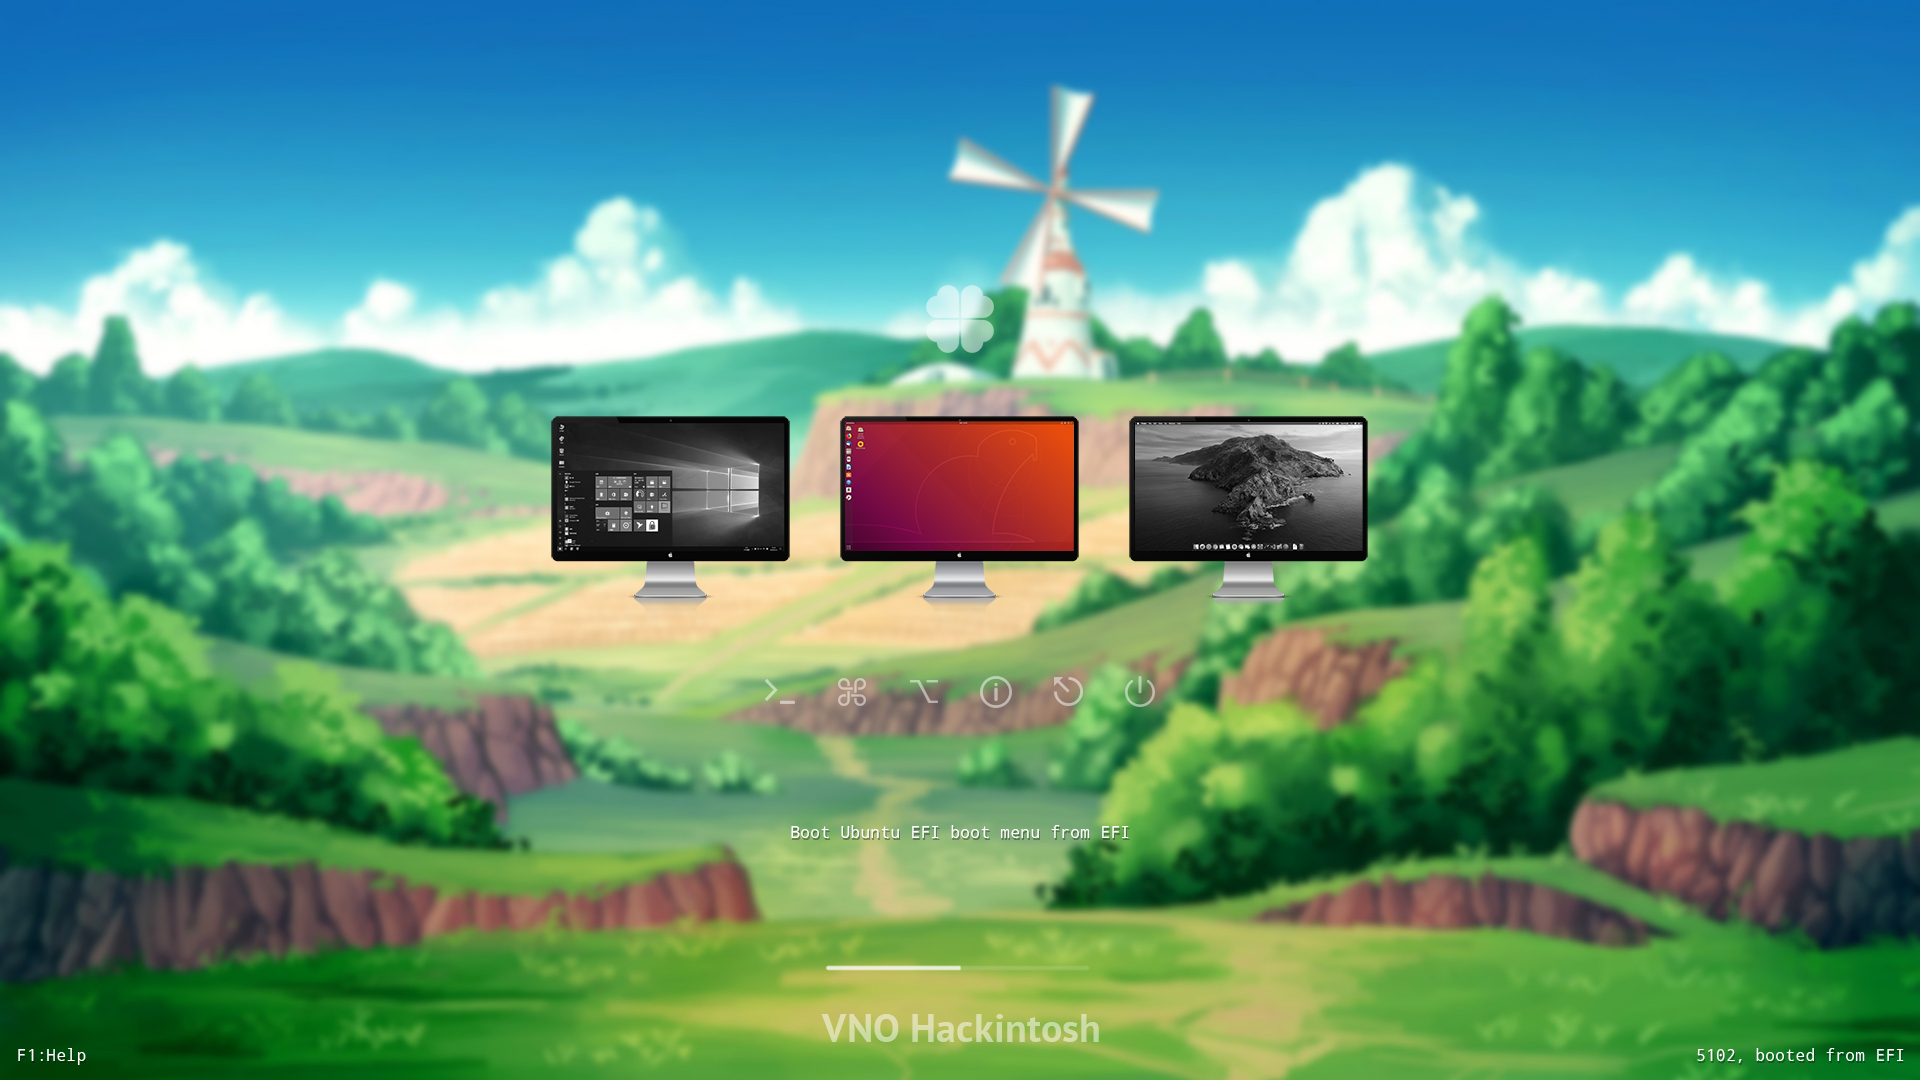 Boot Ubuntu EFI boot menu from EFI
VNO Hackintosh
F1:Help
5102, booted from EFI